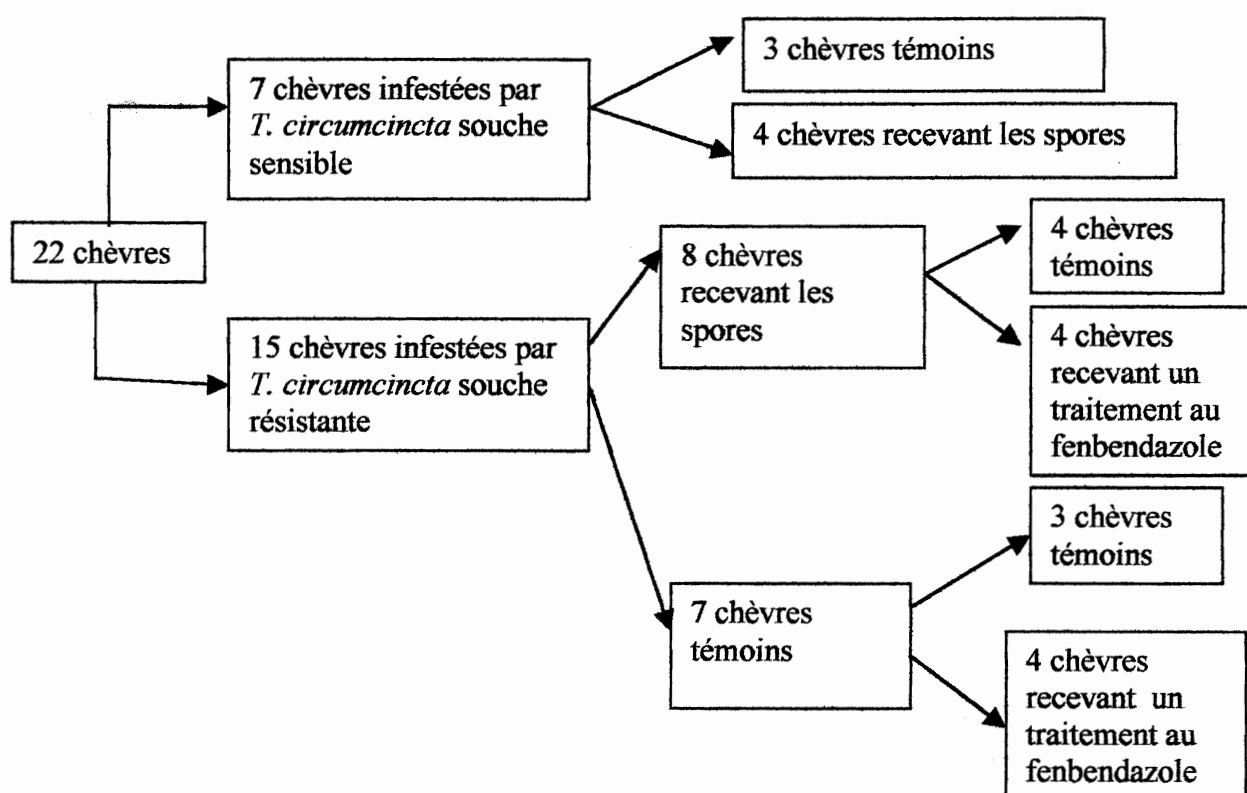 3 chèvres témoins
7 chèvres infestées par
T. circumcincta souche
sensible
4 chèvres recevant les spores
22 chèvres
8 chèvres
recevant les
spores
4 chèvres
témoins
15 chèvres infestées par
T. circumcincta souche
résistante
4 chèvres
recevant un
traitement au
fenbendazole
3 chèvres
témoins
7 chèvres
témoins
4 chèvres
recevant un
traitement au
fenbendazole